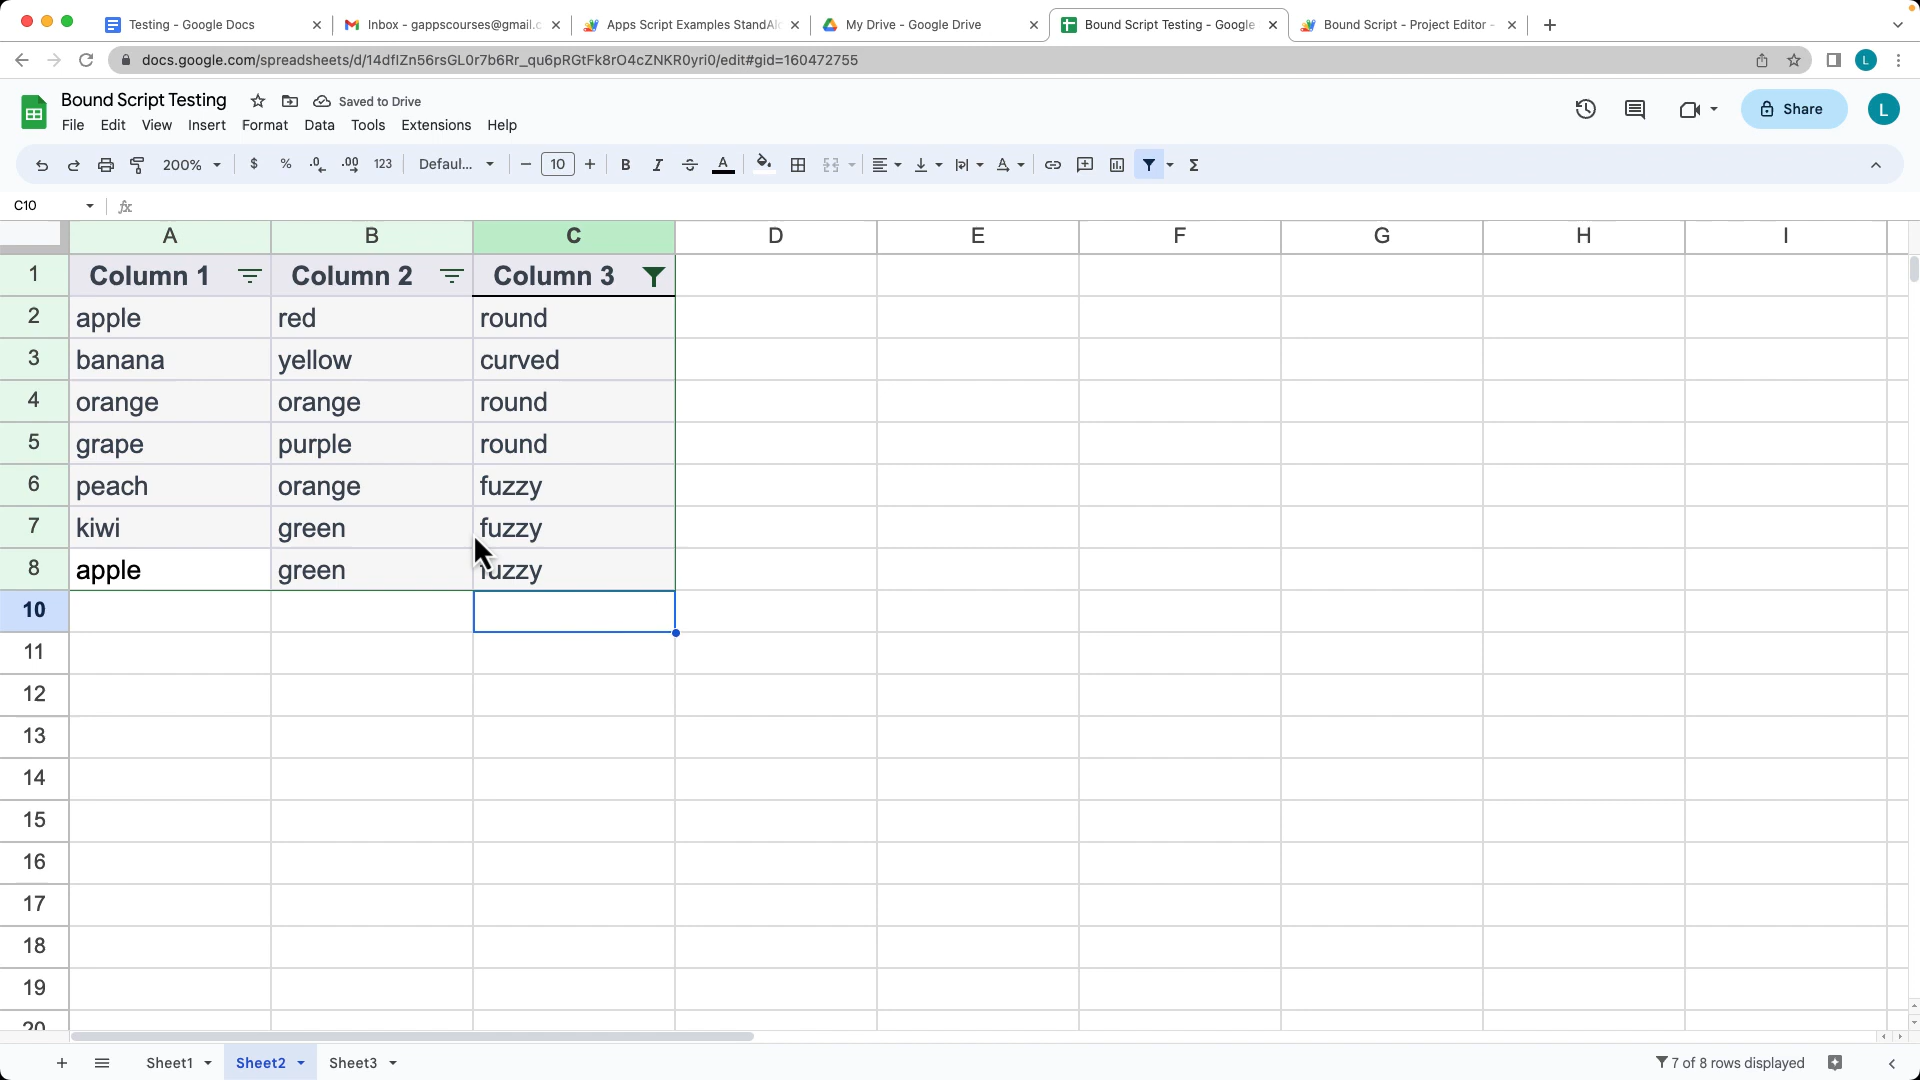 Testing - Google Docs
Inbox - gappscourses@gmail.c
Apps Script Examples StandAlo
My Drive - Google Drive
Bound Script Testing - Google
Bound Script - Project Editor -
docs.google.com/spreadsheets/d/14dfIZn56rsGL0r7b6Rr_qu6pRGtFk8rO4cZNKR0yri0/edit#gid=160472755
L
Bound Script Testing
Saved to Drive
Share
L
File Edit View Insert Format Data Tools Extensions Help
200% $ % .0 .00 123 Defaul... − 10 + B I S A Σ
C10 fx
A B C D E F G H I
1 Column 1 Column 2 Column 3
2 apple red round
3 banana yellow curved
4 orange orange round
5 grape purple round
6 peach orange fuzzy
7 kiwi green fuzzy
8 apple green fuzzy
10
11
12
13
14
15
16
17
18
19
20
Sheet1 Sheet2 Sheet3
7 of 8 rows displayed